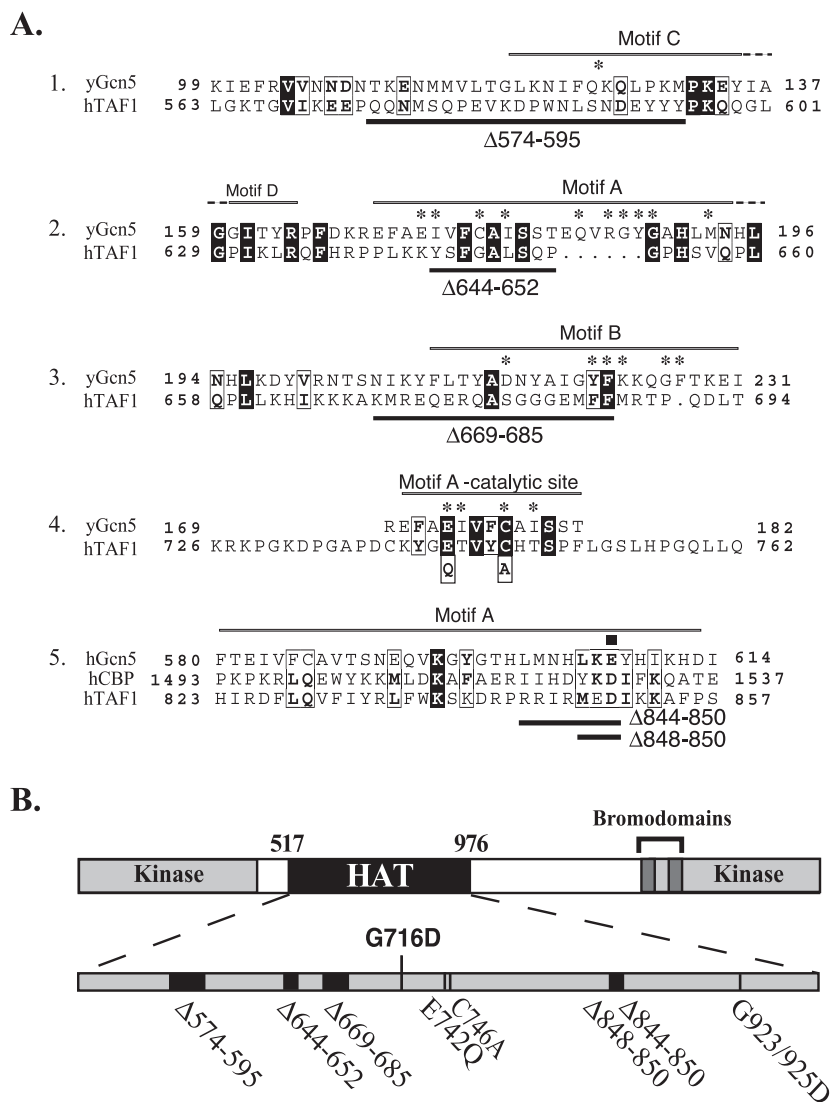 A.
Motif C
*
1. yGcn5 99 KIEFRVVNNDNTKENMMVLTGLKNIFQKQLPKMPKEYIA 137
hTAF1 563 LGKTGVIKEEPQQNMSQPEVKDPWNLSNDEYYYPKQQGL 601
Δ574-595
Motif D Motif A
* * * * * * * * * *
2. yGcn5 159 GGITYRPFDKREFAEIVFCAISSTEQVRGYGAHLMNHL 196
hTAF1 629 GPIKLRQFHRPPLKKYSFGALSQP......GPHSVQPL 660
Δ644-652
Motif B
* * * * * *
3. yGcn5 194 NHLKDYVRNTSNIKYFLTYADNYAIGYFKKQGFTKEI 231
hTAF1 658 QPLLKHIKKKAKMREQERQASGGGEMFFMRTP.QDLT 694
Δ669-685
Motif A -catalytic site
* * * *
4. yGcn5 169 REFAEIVFCAISST 182
hTAF1 726 KRKPGKDPGAPDCKYGETVYCHTSPFLGSLHPGQLLQ 762
Q A
Motif A
5. hGcn5 580 FTEIVFCAVTSNEQVKGYGTHLMNHLKEYHIKHDI 614
hCBP 1493 PKPKRLQEWYKKMLDKAFAERIIHDYKDIFKQATE 1537
hTAF1 823 HIRDFLQVFIYRLFWKSKDRPRRIRMEDIKKAFPS 857
Δ844-850
Δ848-850
B.
Bromodomains
517 976
Kinase HAT Kinase
G716D
Δ574-595 Δ644-652 Δ669-685 E742Q C746A Δ848-850 Δ844-850 G923/925D